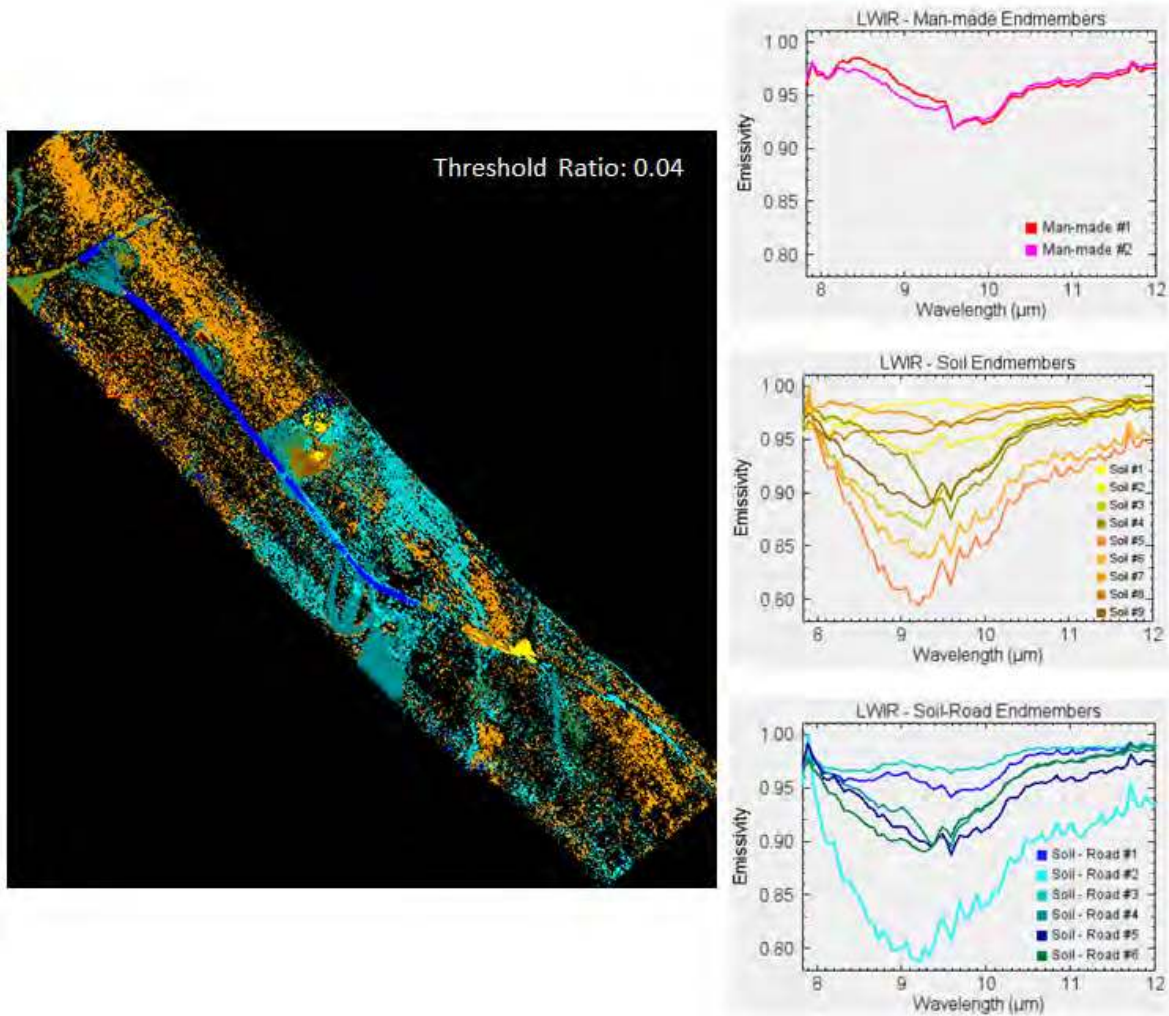 Threshold Ratio: 0.04
LWIR - Man-made Endmembers
1.00
0.95
0.90
0.85
0.80
Emissivity
Man-made #1
Man-made #2
8 9 10 11 12
Wavelength (µm)
LWIR - Soil Endmembers
1.00
0.95
0.90
0.85
0.80
Emissivity
Soil #1
Soil #2
Soil #3
Soil #4
Soil #5
Soil #6
Soil #7
Soil #8
Soil #9
8 9 10 11 12
Wavelength (µm)
LWIR - Soil-Road Endmembers
1.00
0.95
0.90
0.85
0.80
Emissivity
Soil - Road #1
Soil - Road #2
Soil - Road #3
Soil - Road #4
Soil - Road #5
Soil - Road #6
8 9 10 11 12
Wavelength (µm)